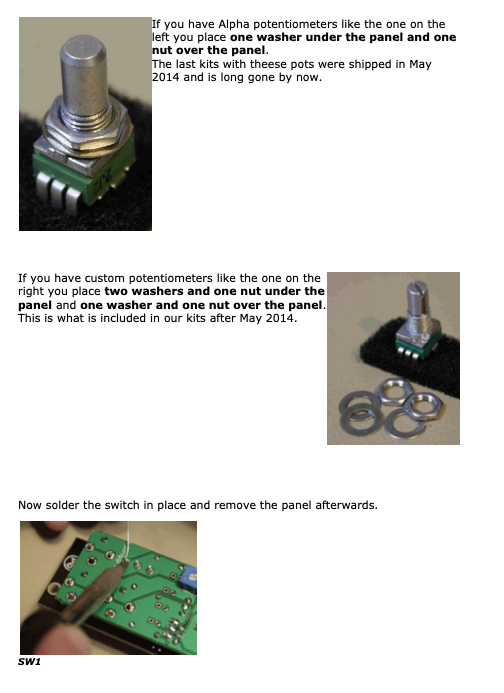 If you have Alpha potentiometers like the one on the
left you place one washer under the panel and one
nut over the panel.
The last kits with theese pots were shipped in May
2014 and is long gone by now.
If you have custom potentiometers like the one on the
right you place two washers and one nut under the
panel and one washer and one nut over the panel.
This is what is included in our kits after May 2014.
Now solder the switch in place and remove the panel afterwards.
SW1